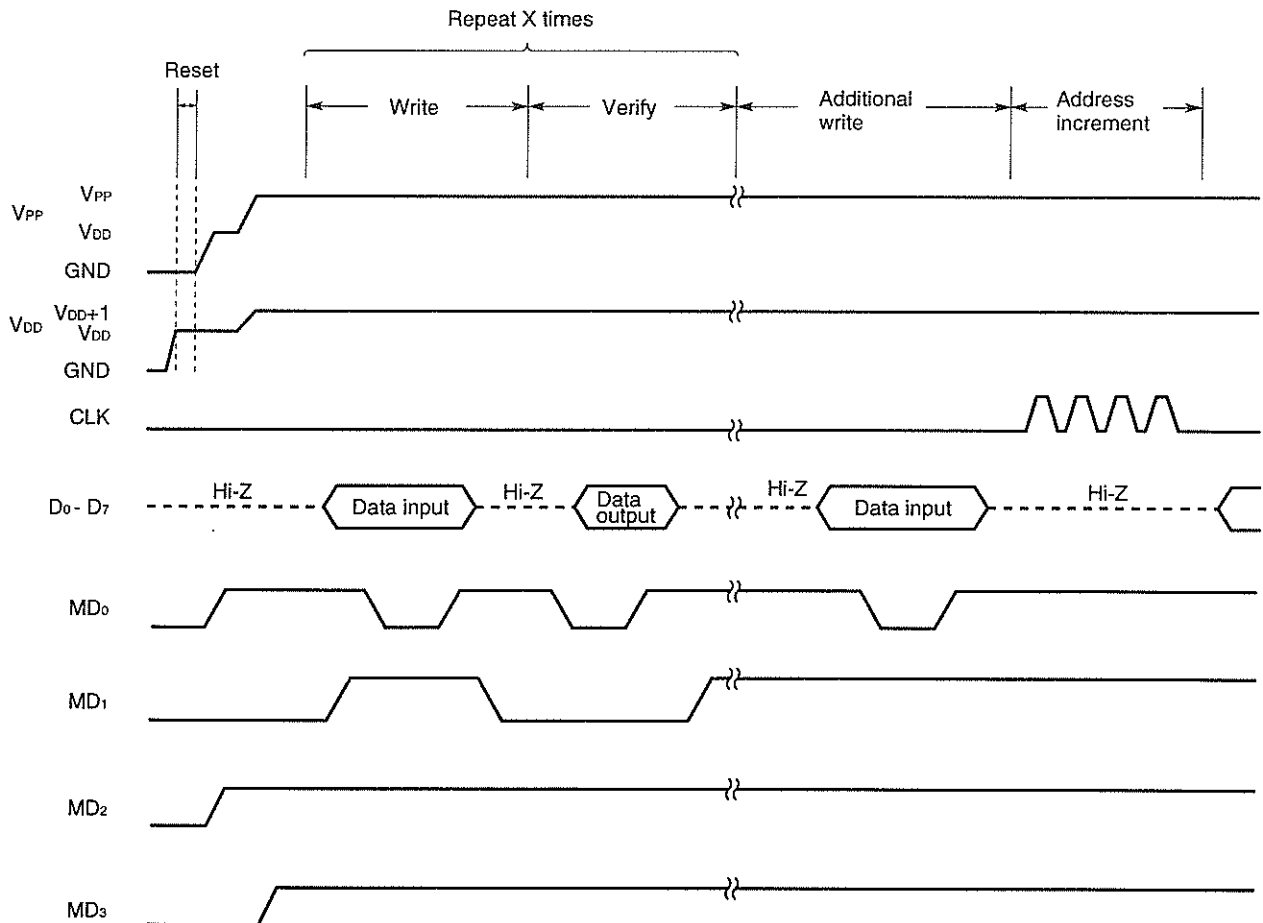 Repeat X times
Reset
Write
Verify
Additional
write
Address
increment
VPP
VPP
VDD
GND
VDD
VDD+1
VDD
GND
CLK
D0 - D7
Hi-Z
Data input
Hi-Z
Data
output
Hi-Z
Data input
Hi-Z
MD0
MD1
MD2
MD3